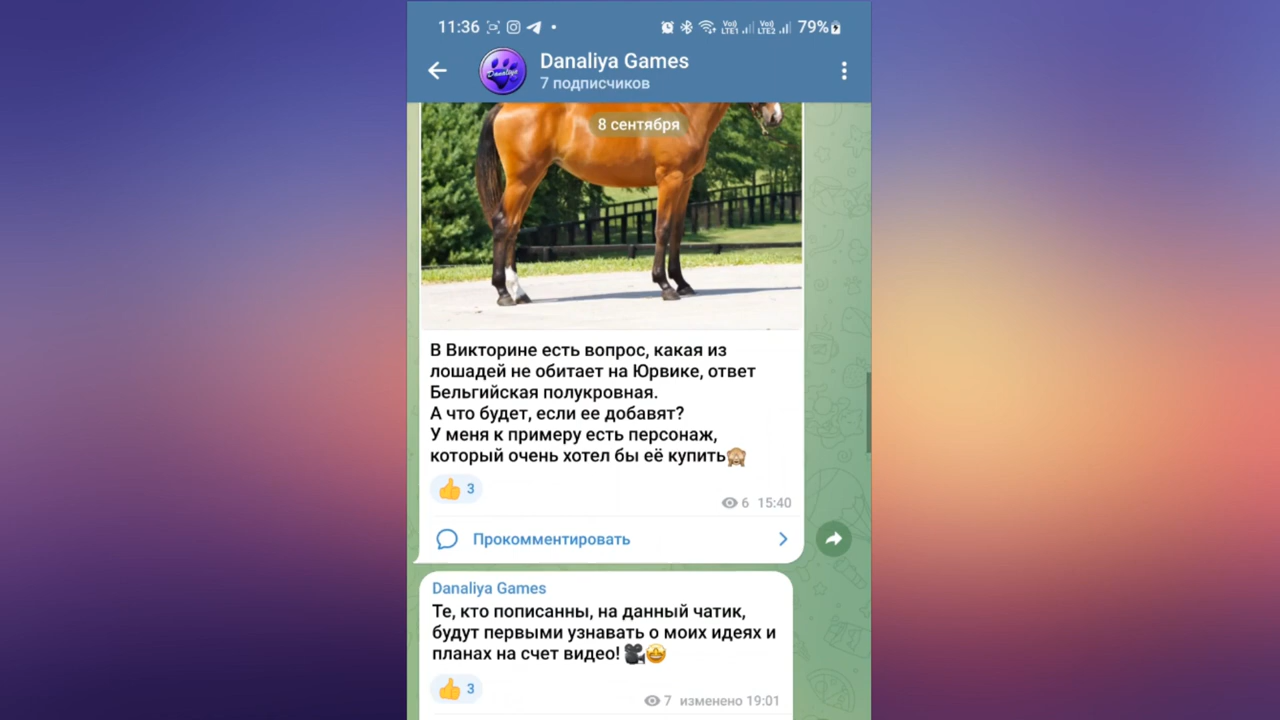 11:36 79%
Danaliya Games
7 подписчиков
8 сентября
В Викторине есть вопрос, какая из
лошадей не обитает на Юрвике, ответ
Бельгийская полукровная.
А что будет, если ее добавят?
У меня к примеру есть персонаж,
который очень хотел бы её купить🙈
👍 3
6 15:40
Прокомментировать
Danaliya Games
Те, кто пописанны, на данный чатик,
будут первыми узнавать о моих идеях и
планах на счет видео! 🎥🤩
👍 3
7 изменено 19:01